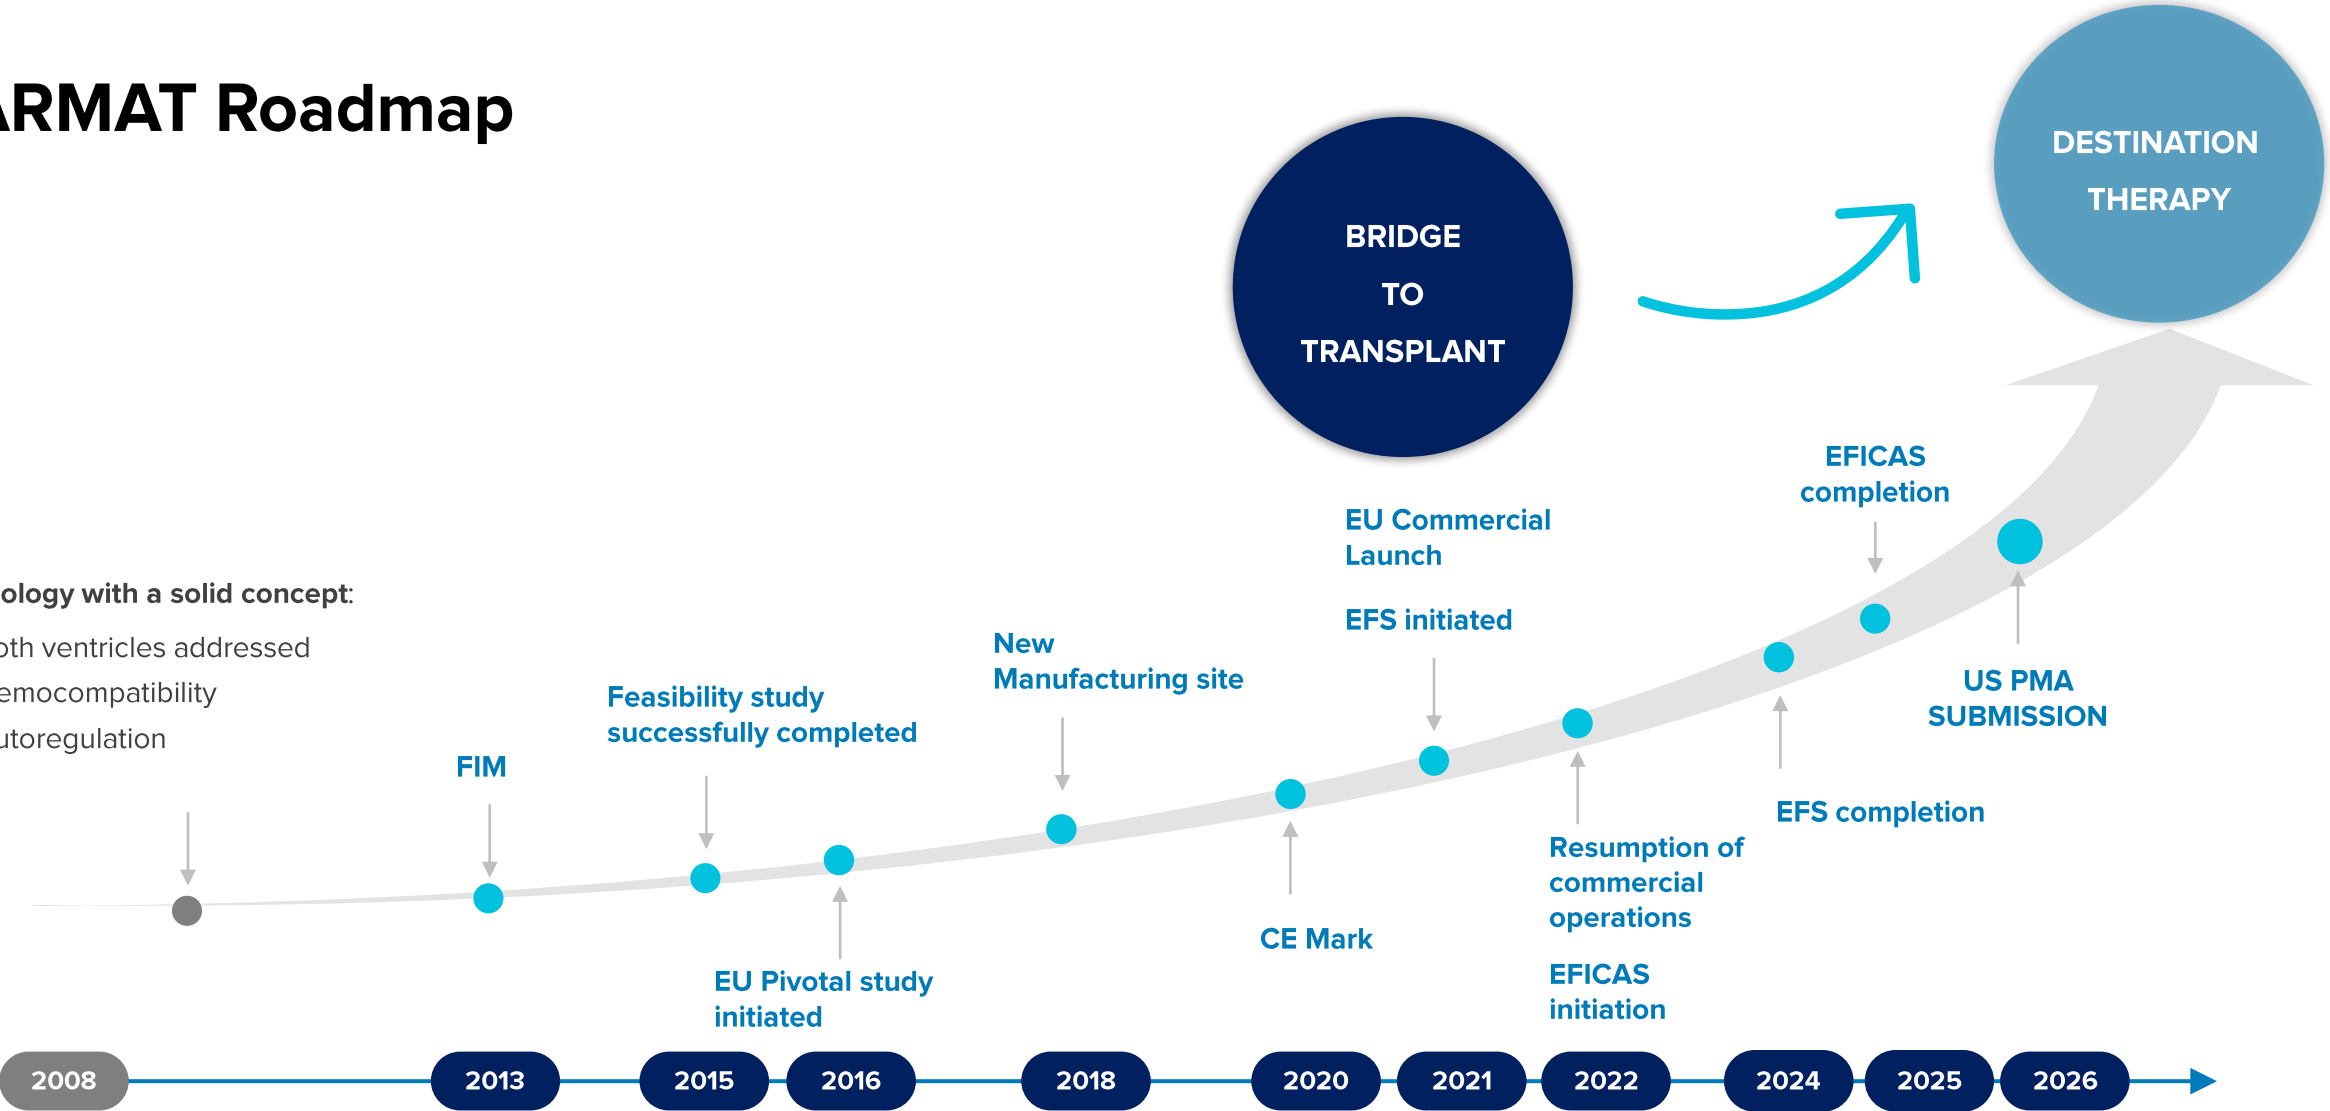 ARMAT Roadmap
BRIDGE
TO
TRANSPLANT
DESTINATION
THERAPY
ology with a solid concept:
oth ventricles addressed
emocompatibility
utoregulation
FIM
Feasibility study
successfully completed
EU Pivotal study
initiated
New
Manufacturing site
CE Mark
EU Commercial
Launch
EFS initiated
Resumption of
commercial
operations
EFICAS
initiation
EFS completion
EFICAS
completion
US PMA
SUBMISSION
2008
2013
2015
2016
2018
2020
2021
2022
2024
2025
2026